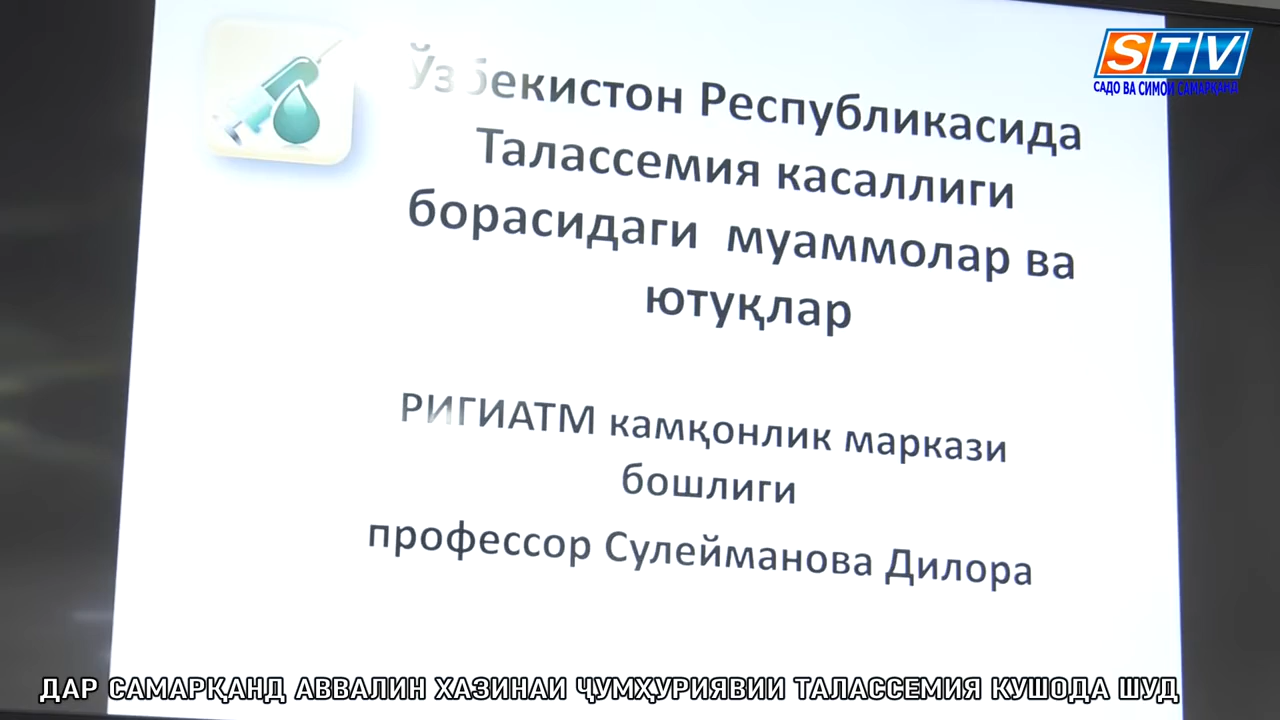 STV
САДО ВА СИМОИ САМАРҚАНД
Ўзбекистон Республикасида
Талассемия касаллиги
борасидаги муаммолар ва
ютуқлар
РИГИАТМ камқонлик маркази
бошлиги
профессор Сулейманова Дилора
ДАР САМАРҚАНД АВВАЛИН ХАЗИНАИ ҶУМҲУРИЯВИИ ТАЛАССЕМИЯ КУШОДА ШУД